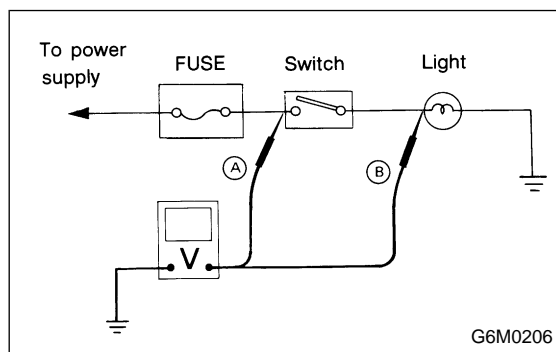 To power
supply
FUSE
Switch
Light
A
B
V
G6M0206